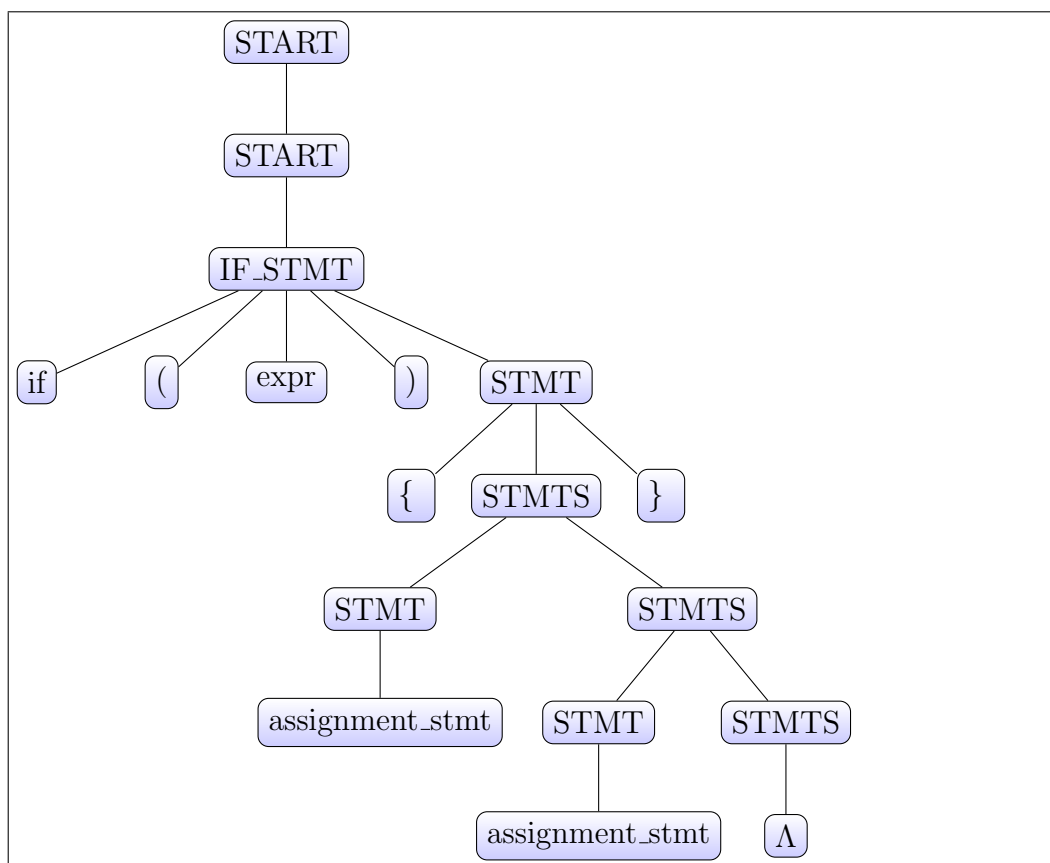 START
START
IF_STMT
if ( expr ) STMT
{ STMTS }
STMT STMTS
assignment_stmt STMT STMTS
assignment_stmt Λ